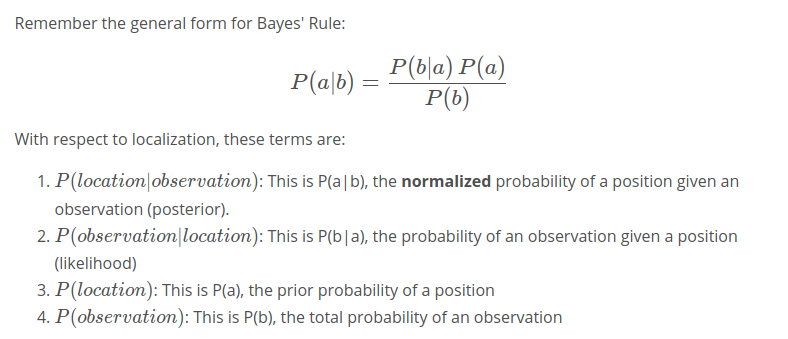 Remember the general form for Bayes' Rule:
P(a|b) = P(b|a) P(a) / P(b)
With respect to localization, these terms are:
1. P(location|observation): This is P(a|b), the normalized probability of a position given an
observation (posterior).
2. P(observation|location): This is P(b|a), the probability of an observation given a position
(likelihood)
3. P(location): This is P(a), the prior probability of a position
4. P(observation): This is P(b), the total probability of an observation